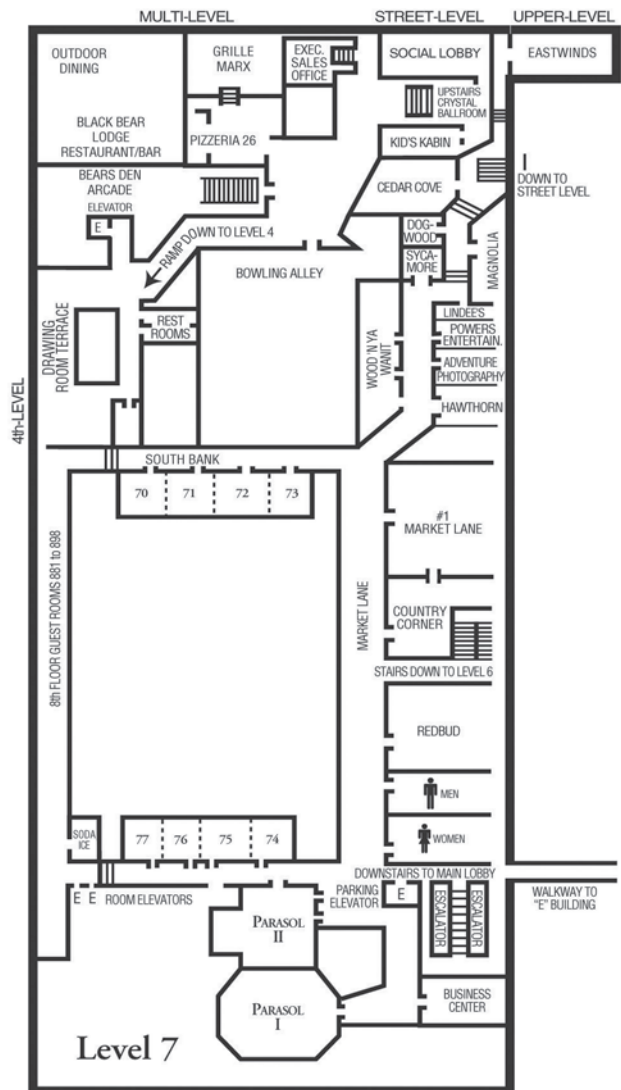 MULTI-LEVEL
STREET-LEVEL
UPPER-LEVEL
OUTDOOR
DINING
GRILLE
MARX
EXEC.
SALES
OFFICE
SOCIAL LOBBY
EASTWINDS
UPSTAIRS
CRYSTAL
BALLROOM
BLACK BEAR
LODGE
RESTAURANT/BAR
PIZZERIA 26
KID'S KABIN
BEARS DEN
ARCADE
CEDAR COVE
DOWN TO
STREET LEVEL
ELEVATOR
E
RAMP DOWN TO LEVEL 4
DOG-
WOOD
SYCA-
MORE
MAGNOLIA
BOWLING ALLEY
LINDEE'S
POWERS
ENTERTAIN.
REST
ROOMS
DRAWING
ROOM TERRACE
WOOD 'N YA
WANIT
ADVENTURE
PHOTOGRAPHY
HAWTHORN
4th-LEVEL
SOUTH BANK
70
71
72
73
#1
MARKET LANE
8th FLOOR GUEST ROOMS 881 to 898
MARKET LANE
COUNTRY
CORNER
STAIRS DOWN TO LEVEL 6
REDBUD
MEN
SODA
ICE
77
76
75
74
WOMEN
DOWNSTAIRS TO MAIN LOBBY
E E ROOM ELEVATORS
PARKING
ELEVATOR
E
ESCALATOR
ESCALATOR
WALKWAY TO
"E" BUILDING
PARASOL
II
PARASOL
I
BUSINESS
CENTER
Level 7